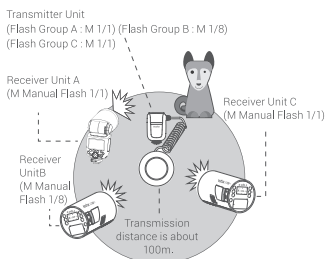 Transmitter Unit
(Flash Group A : M 1/1) (Flash Group B : M 1/8)
(Flash Group C : M 1/1)
Receiver Unit A
(M Manual Flash 1/1)
Receiver Unit C
(M Manual Flash 1/1)
Receiver
UnitB
(M Manual
Flash 1/8)
Transmission
distance is about
100m.